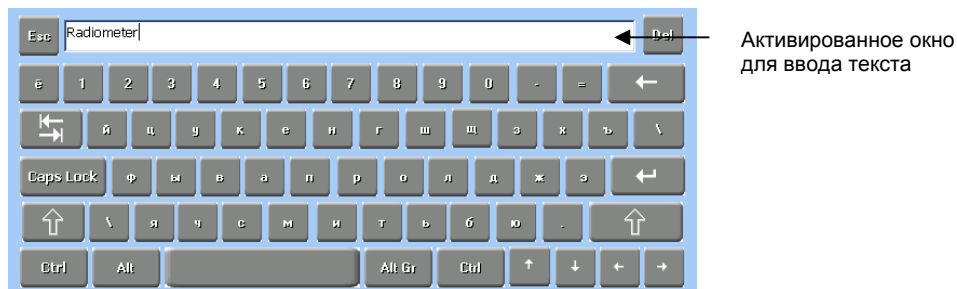 Esc Radiometer Del
Активированное окно
для ввода текста
ё 1 2 3 4 5 6 7 8 9 0 - =
й ц у к е н г ш щ з х ъ \
Caps Lock ф ы в а п р о л д ж э
\ я ч с м и т ь б ю .
Ctrl Alt Alt Gr Ctrl